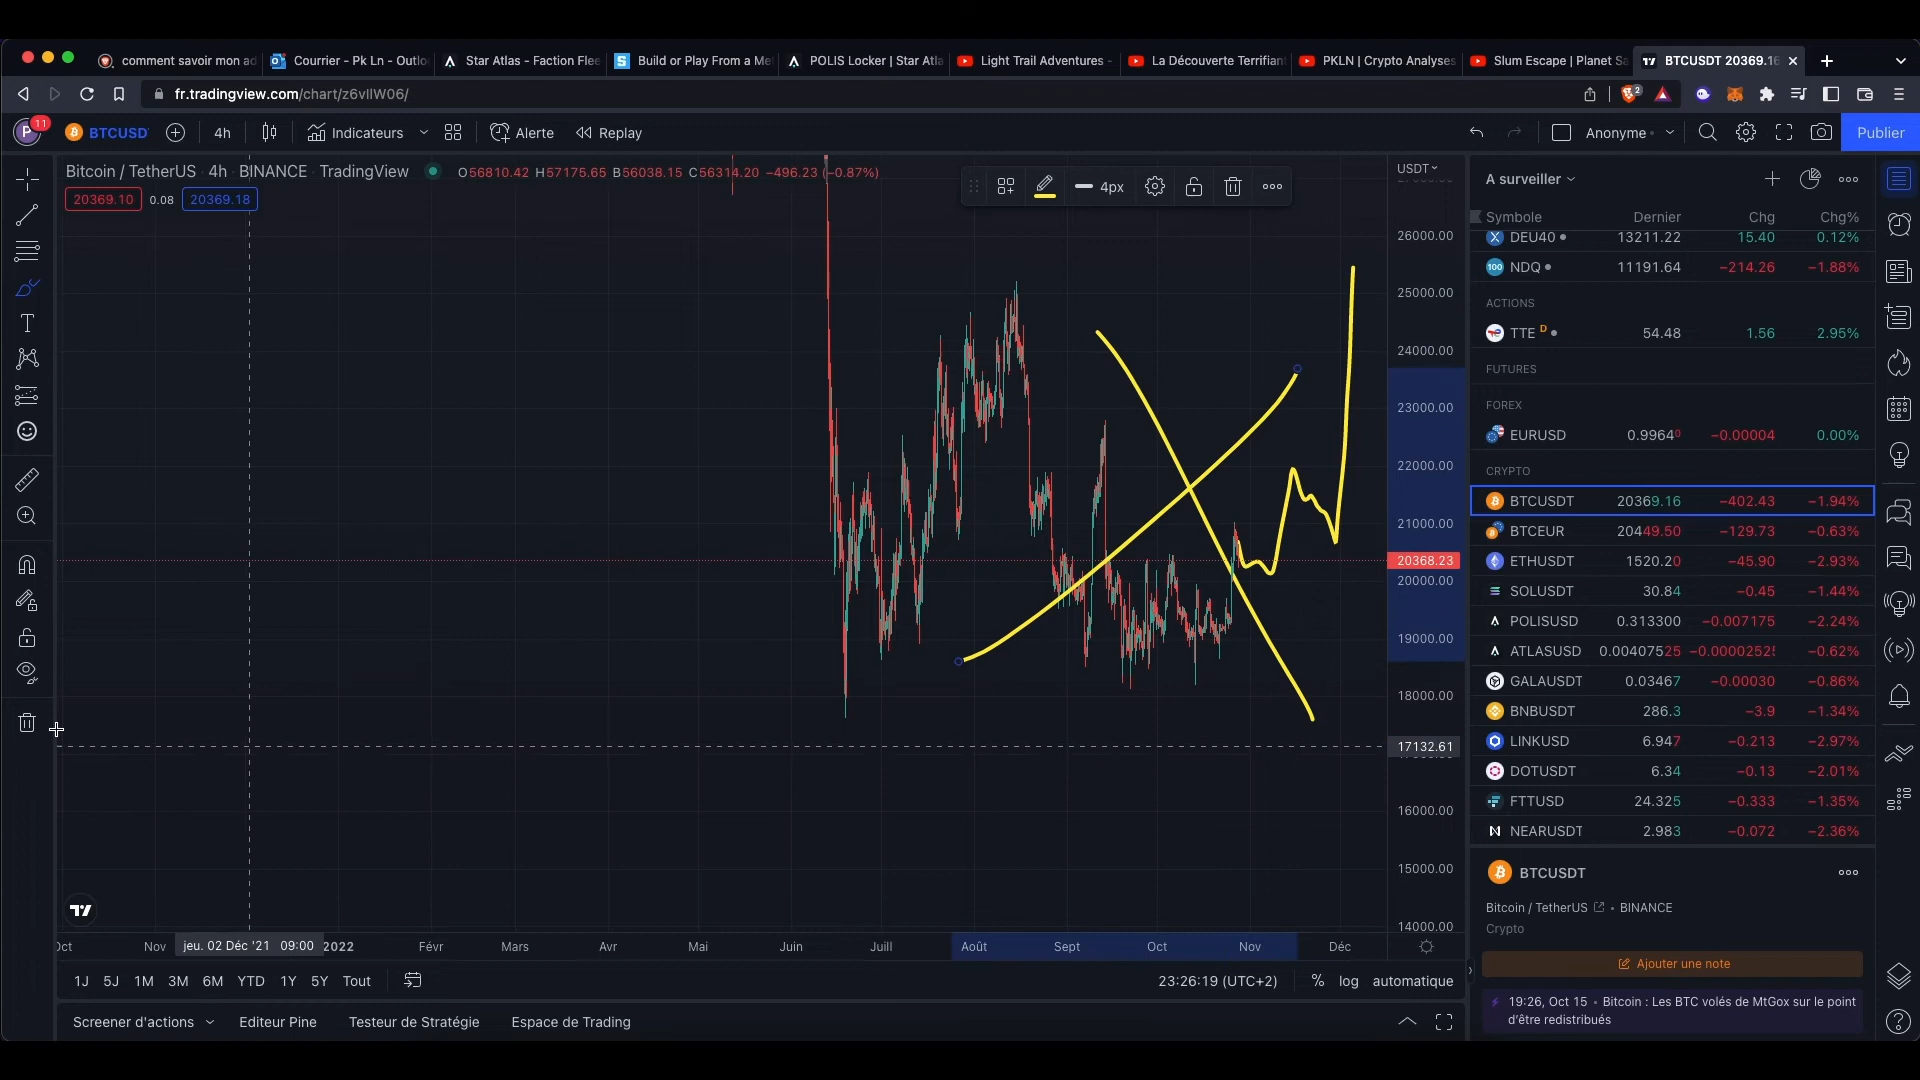 comment savoir mon ad
Courrier - Pk Ln - Outlo
Star Atlas - Faction Flee
Build or Play From a Me
POLIS Locker | Star Atla
Light Trail Adventures -
La Découverte Terrifiant
PKLN | Crypto Analyses
Slum Escape | Planet Sa
BTCUSDT 20369.16
fr.tradingview.com/chart/z6vIIW06/
2
P 11
BTCUSD
4h
Indicateurs
Alerte
Replay
Anonyme
Publier
Bitcoin / TetherUS · 4h · BINANCE · TradingView
O56810.42 H57175.65 B56038.15 C56314.20 −496.23 (−0.87%)
20369.10 0.08 20369.18
4px
USDT
26000.00
25000.00
24000.00
23000.00
22000.00
21000.00
20368.23
20000.00
19000.00
18000.00
17132.61
16000.00
15000.00
14000.00
Oct
Nov
jeu. 02 Déc '21 09:00
2022
Févr
Mars
Avr
Mai
Juin
Juill
Août
Sept
Oct
Nov
Déc
1J 5J 1M 3M 6M YTD 1Y 5Y Tout
23:26:19 (UTC+2) % log automatique
Screener d'actions
Editeur Pine
Testeur de Stratégie
Espace de Trading
A surveiller
Symbole Dernier Chg Chg%
DEU40 13211.22 15.40 0.12%
100 NDQ 11191.64 −214.26 −1.88%
ACTIONS
TTE D 54.48 1.56 2.95%
FUTURES
FOREX
EURUSD 0.99640 −0.00004 0.00%
CRYPTO
BTCUSDT 20369.16 −402.43 −1.94%
BTCEUR 20449.50 −129.73 −0.63%
ETHUSDT 1520.20 −45.90 −2.93%
SOLUSDT 30.84 −0.45 −1.44%
POLISUSD 0.313300 −0.007175 −2.24%
ATLASUSD 0.00407525 −0.00002525 −0.62%
GALAUSDT 0.03467 −0.00030 −0.86%
BNBUSDT 286.3 −3.9 −1.34%
LINKUSD 6.947 −0.213 −2.97%
DOTUSDT 6.34 −0.13 −2.01%
FTTUSD 24.325 −0.333 −1.35%
NEARUSDT 2.983 −0.072 −2.36%
BTCUSDT
Bitcoin / TetherUS • BINANCE
Crypto
Ajouter une note
19:26, Oct 15 • Bitcoin : Les BTC volés de MtGox sur le point
d'être redistribués